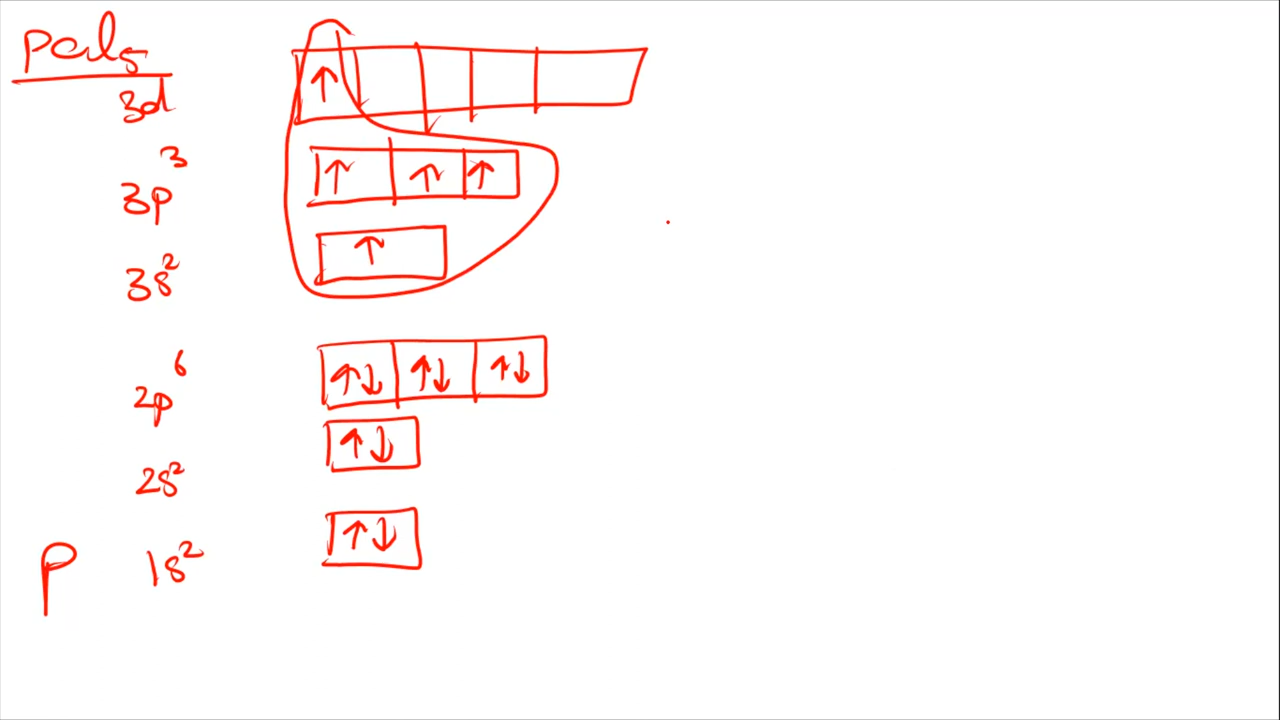 PCl₅
3d ↑
3p³ ↑ ↑ ↑
3s² ↑
2p⁶ ↑↓ ↑↓ ↑↓
2s² ↑↓
P 1s² ↑↓